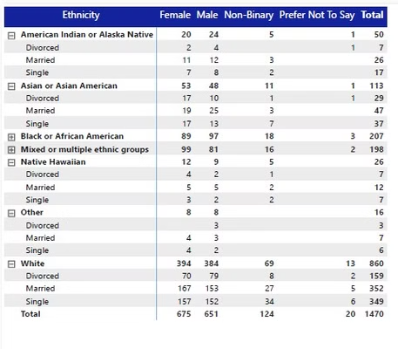 Ethnicity Female Male Non-Binary Prefer Not To Say Total
American Indian or Alaska Native 20 24 5 1 50
Divorced 2 4 1 7
Married 11 12 3 26
Single 7 8 2 17
Asian or Asian American 53 48 11 1 113
Divorced 17 10 1 1 29
Married 19 25 3 47
Single 17 13 7 37
Black or African American 89 97 18 3 207
Mixed or multiple ethnic groups 99 81 16 2 198
Native Hawaiian 12 9 5 26
Divorced 4 2 1 7
Married 5 5 2 12
Single 3 2 2 7
Other 8 8 16
Divorced 3 3
Married 4 3 7
Single 4 2 6
White 394 384 69 13 860
Divorced 70 79 8 2 159
Married 167 153 27 5 352
Single 157 152 34 6 349
Total 675 651 124 20 1470